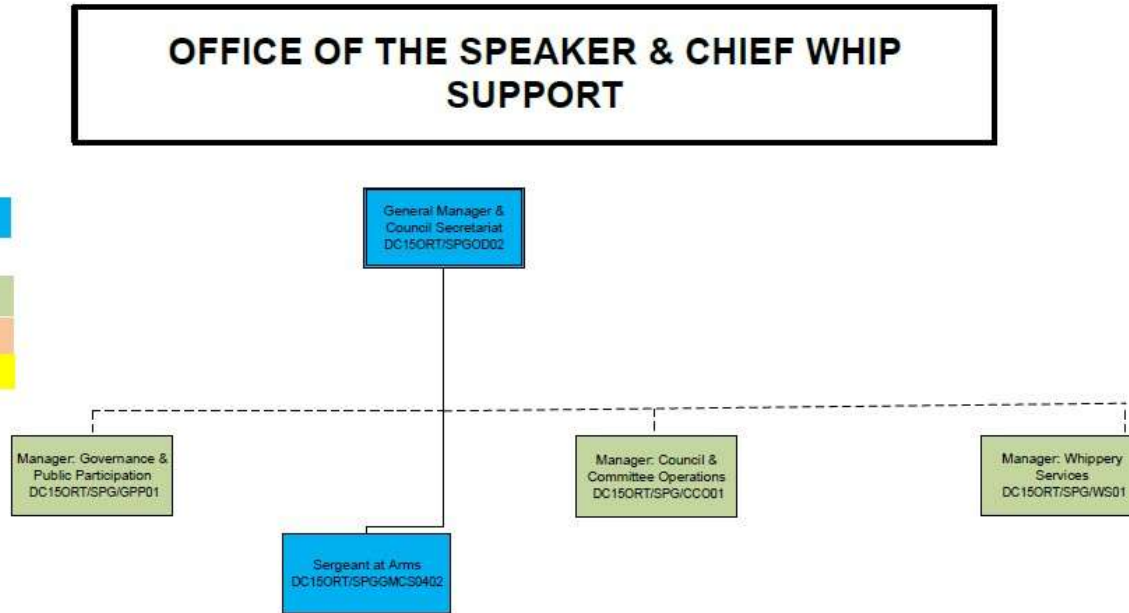 OFFICE OF THE SPEAKER & CHIEF WHIP
SUPPORT
General Manager &
Council Secretariat
DC15ORT/SPGOD02
Manager: Governance &
Public Participation
DC15ORT/SPG/GPP01
Manager: Council &
Committee Operations
DC15ORT/SPG/CCO01
Manager: Whippery
Services
DC15ORT/SPG/WS01
Sergeant at Arms
DC15ORT/SPGGMCS0402